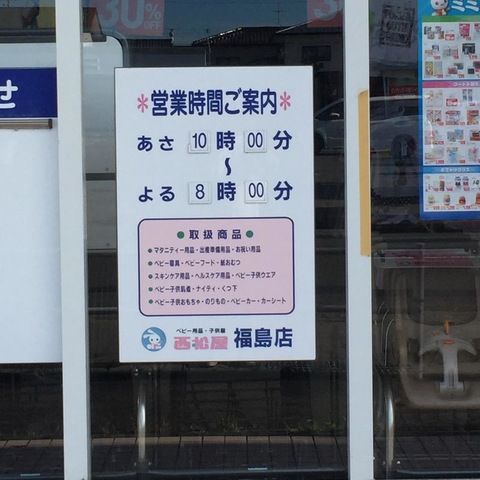 30%
OFF
せ
*営業時間ご案内*
あさ 10 時 00 分
～
よる 8 時 00 分
●取扱商品●
●マタニティー用品・出産準備用品・お祝い用品
●ベビー寝具・ベビーフード・紙おむつ
●スキンケア用品・ヘルスケア用品・ベビー子供ウエア
●ベビー子供肌着・ナイティ・くつ下
●ベビー子供おもちゃ・のりもの・ベビーカー・カーシート
ベビー用品・子供服
西松屋 福島店